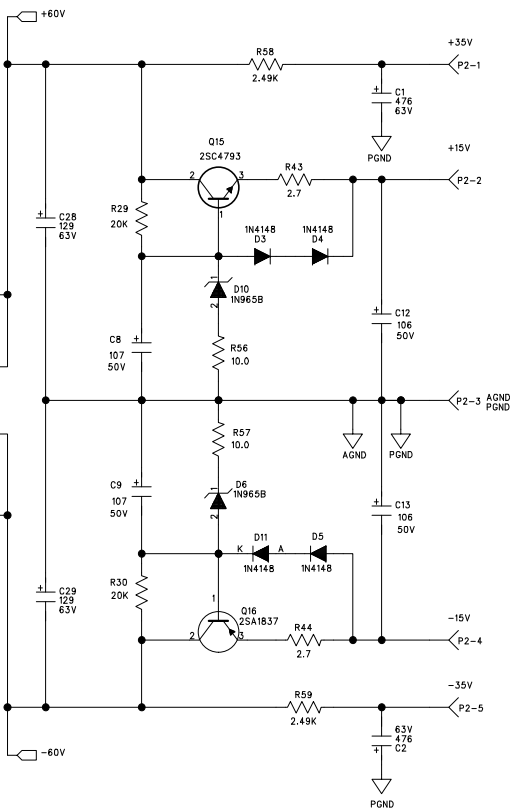 +60V
+35V
R58
2.49K
P2-1
+
C1
476
63V
PGND
Q15
2SC4793
+15V
2
3
R43
2.7
P2-2
1
R29
20K
1N4148
D3
1N4148
D4
+
C28
129
63V
1
D10
1N965B
2
+
C12
106
50V
C8
+
107
50V
R56
10.0
P2-3
AGND
PGND
R57
10.0
AGND
PGND
C9
+
107
50V
1
D6
1N965B
2
+
C13
106
50V
K
D11
A
D5
1N4148
1N4148
R30
20K
+
C29
129
63V
1
Q16
2SA1837
2
3
R44
2.7
-15V
P2-4
-35V
R59
2.49K
P2-5
-60V
63V
476
+
C2
PGND